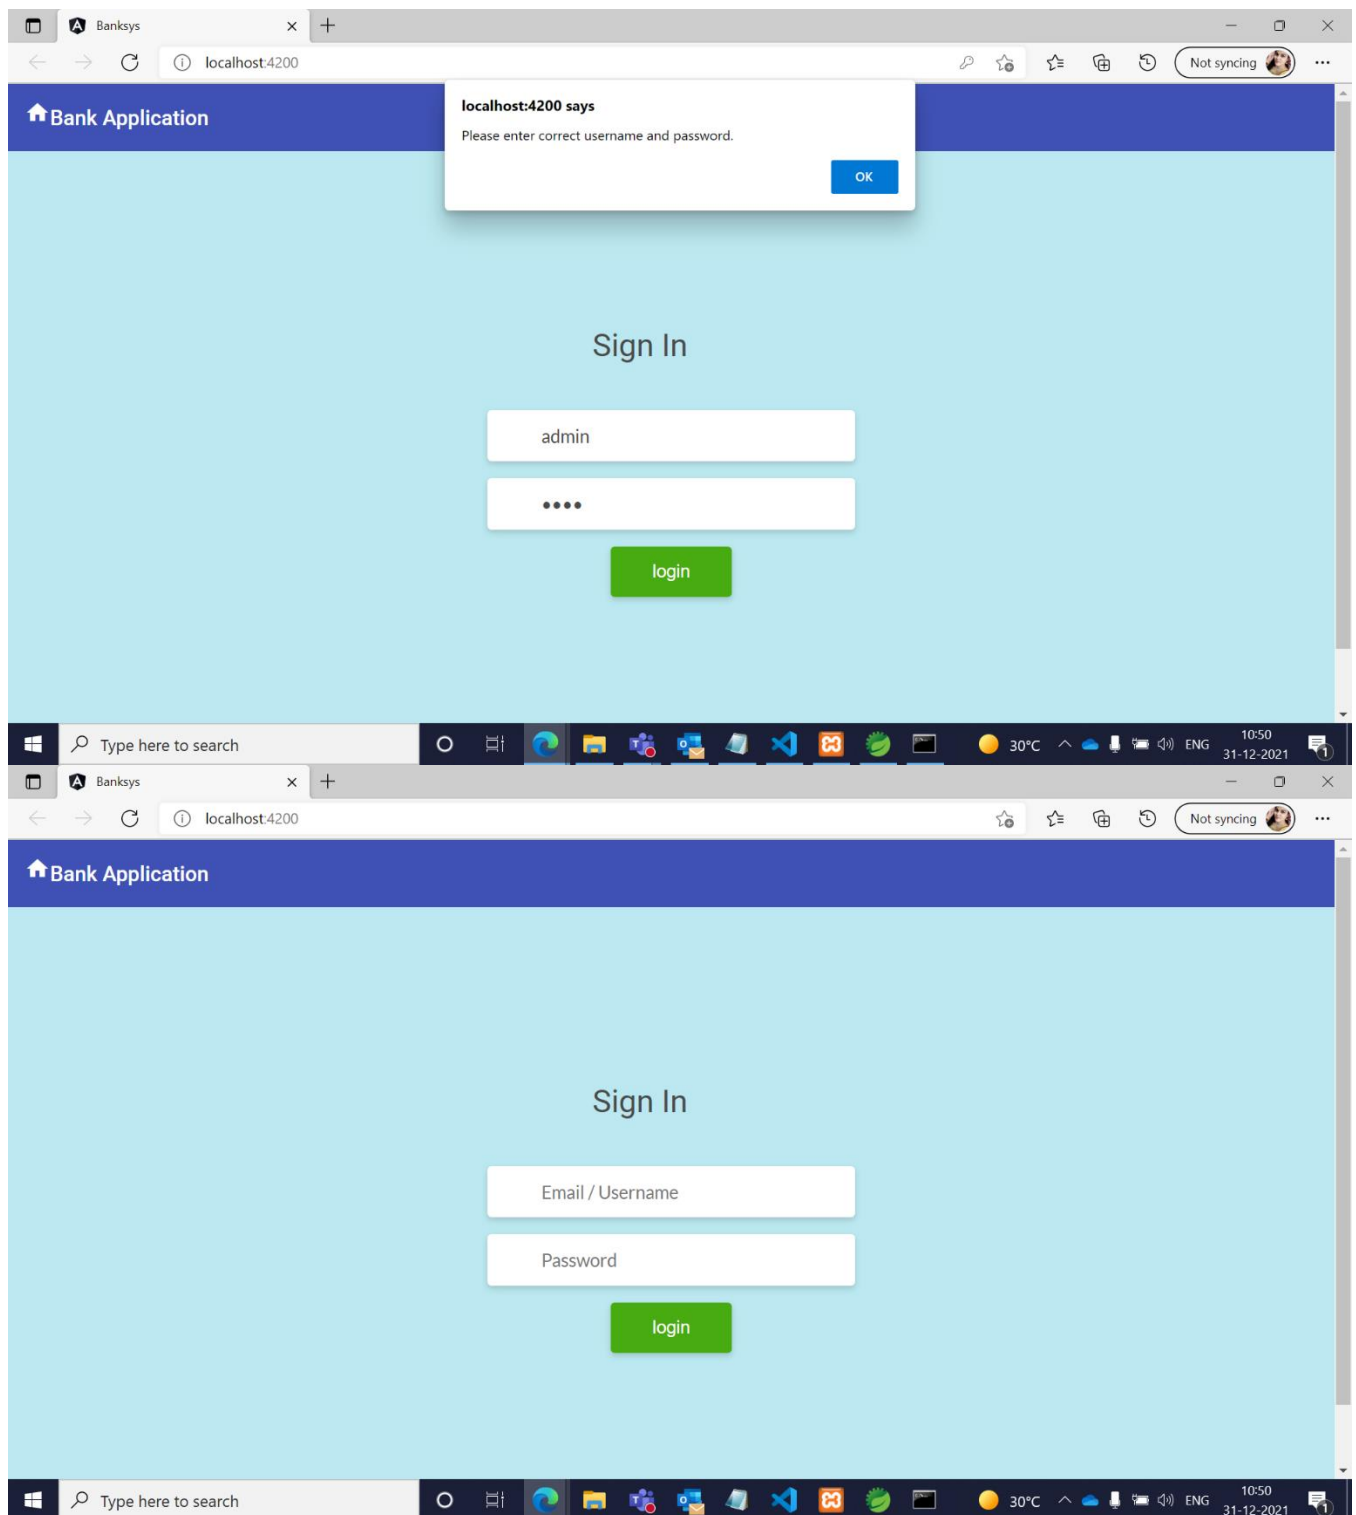 Banksys
localhost:4200
Not syncing
Bank Application
localhost:4200 says
Please enter correct username and password.
OK
Sign In
admin
login
Type here to search
30°C
ENG
10:50
31-12-2021
1
Banksys
localhost:4200
Not syncing
Bank Application
Sign In
Email / Username
Password
login
Type here to search
30°C
ENG
10:50
31-12-2021
1